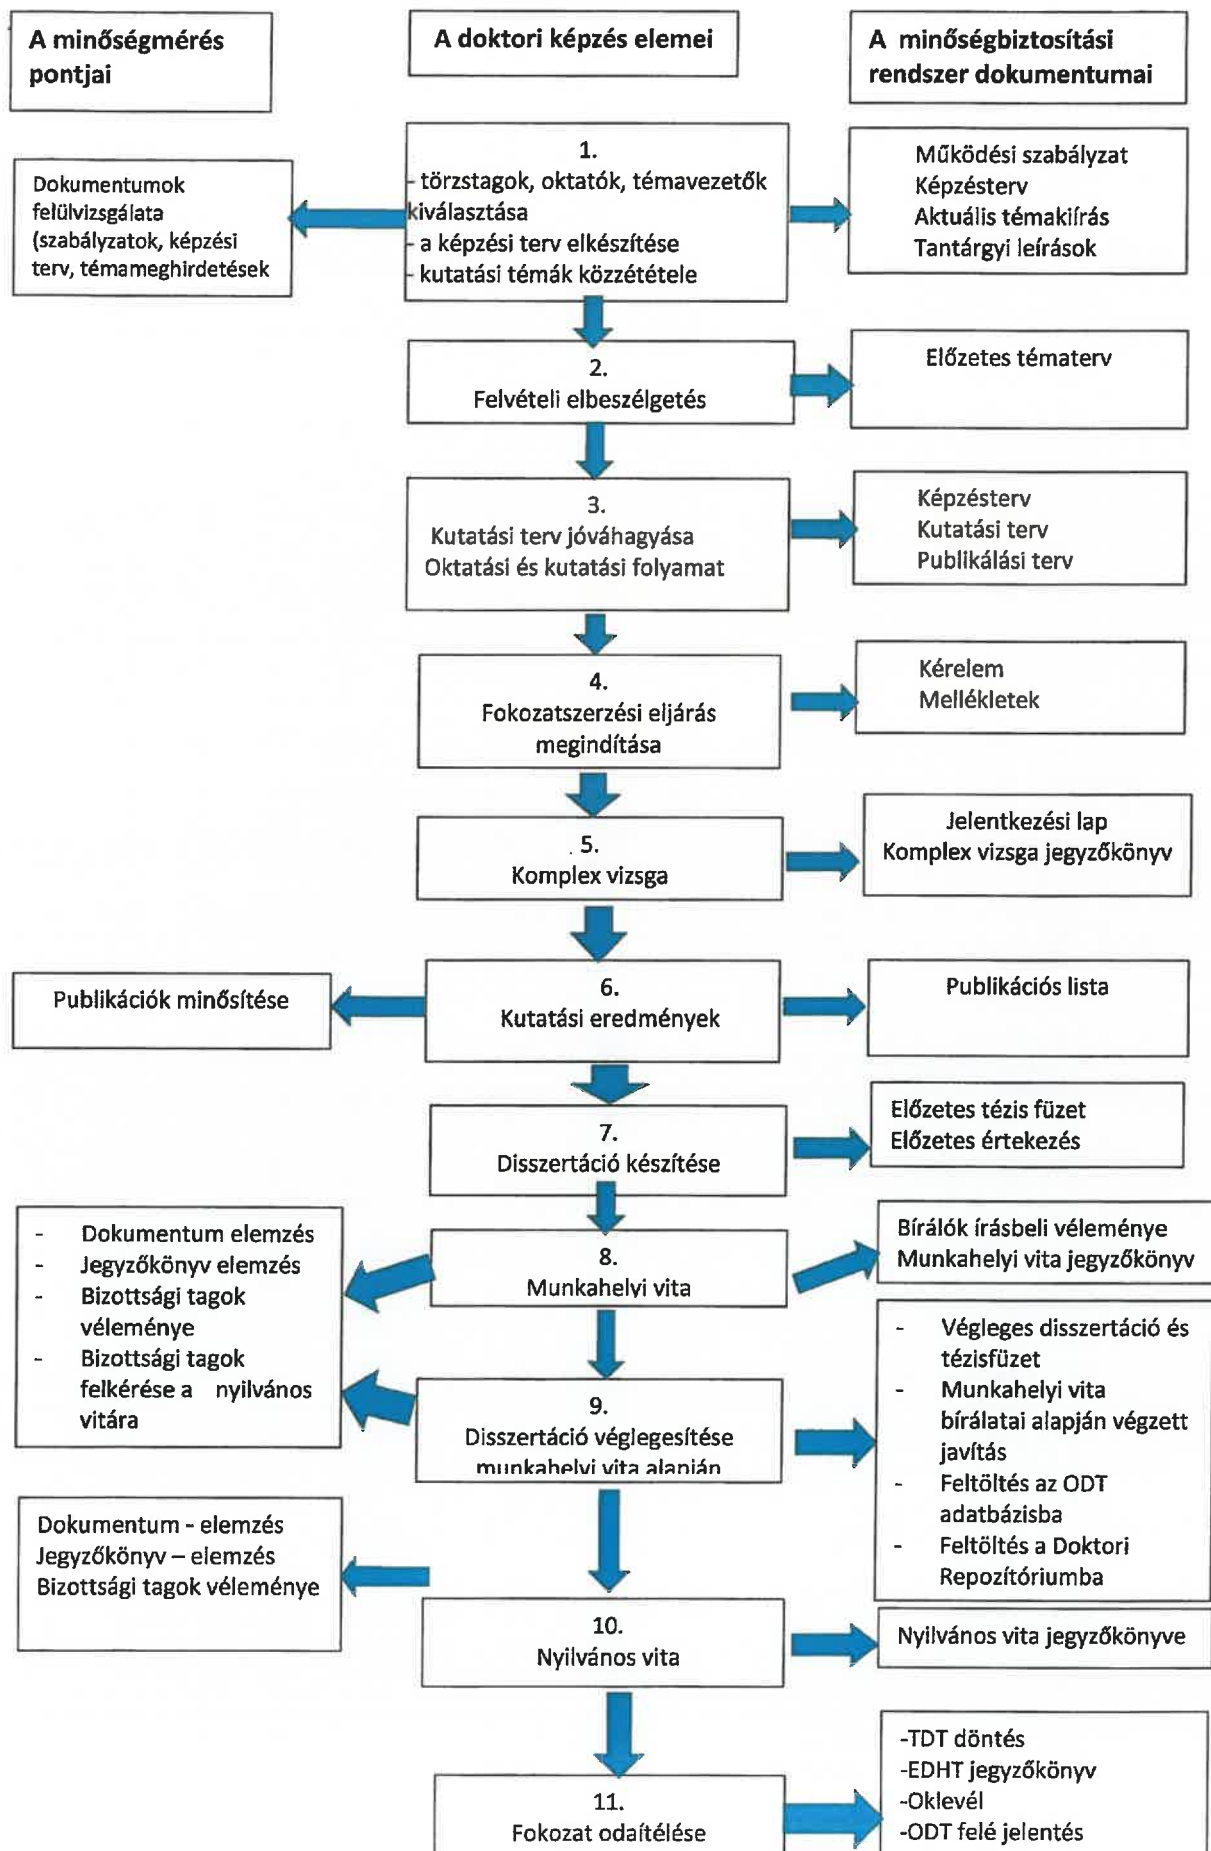 A minőségmérés
pontjai
A doktori képzés elemei
A minőségbiztosítási
rendszer dokumentumai
Dokumentumok
felülvizsgálata
(szabályzatok, képzési
terv, témameghirdetések
1.
- törzstagok, oktatók, témavezetők
kiválasztása
- a képzési terv elkészítése
- kutatási témák közzététele
Működési szabályzat
Képzésterv
Aktuális témakiírás
Tantárgyi leírások
2.
Felvételi elbeszélgetés
Előzetes tématerv
3.
Kutatási terv jóváhagyása
Oktatási és kutatási folyamat
Képzésterv
Kutatási terv
Publikálási terv
4.
Fokozatszerzési eljárás
megindítása
Kérelem
Mellékletek
5.
Komplex vizsga
Jelentkezési lap
Komplex vizsga jegyzőkönyv
Publikációk minősítése
6.
Kutatási eredmények
Publikációs lista
7.
Disszertáció készítése
Előzetes tézis füzet
Előzetes értekezés
- Dokumentum elemzés
- Jegyzőkönyv elemzés
- Bizottsági tagok
véleménye
- Bizottsági tagok
felkérése a nyilvános
vitára
8.
Munkahelyi vita
Bírálók írásbeli véleménye
Munkahelyi vita jegyzőkönyv
9.
Disszertáció véglegesítése
munkahelyi vita alapján
- Végleges disszertáció és
tézisfüzet
- Munkahelyi vita
bírálatai alapján végzett
javítás
- Feltöltés az ODT
adatbázisba
- Feltöltés a Doktori
Repozítóriumba
Dokumentum - elemzés
Jegyzőkönyv – elemzés
Bizottsági tagok véleménye
10.
Nyilvános vita
Nyilvános vita jegyzőkönyve
11.
Fokozat odaítélése
-TDT döntés
-EDHT jegyzőkönyv
-Oklevél
-ODT felé jelentés